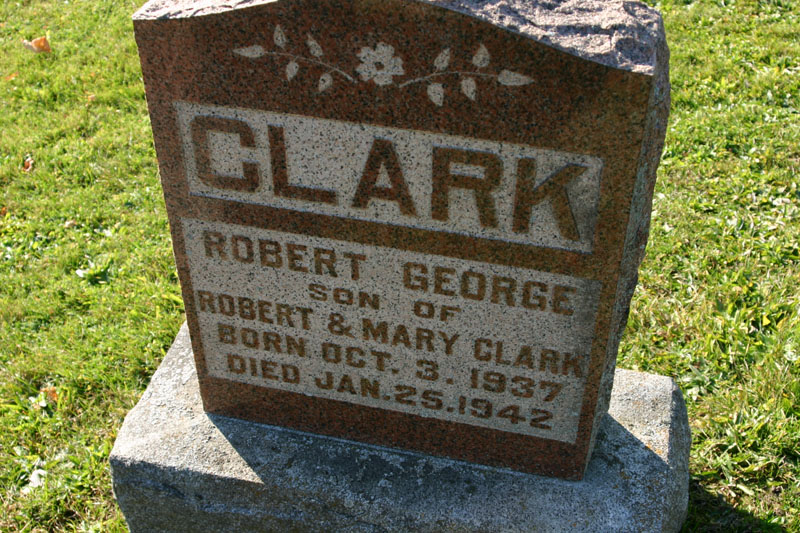 CLARK
ROBERT GEORGE
SON OF
ROBERT & MARY CLARK
BORN OCT. 3. 1937
DIED JAN. 25. 1942